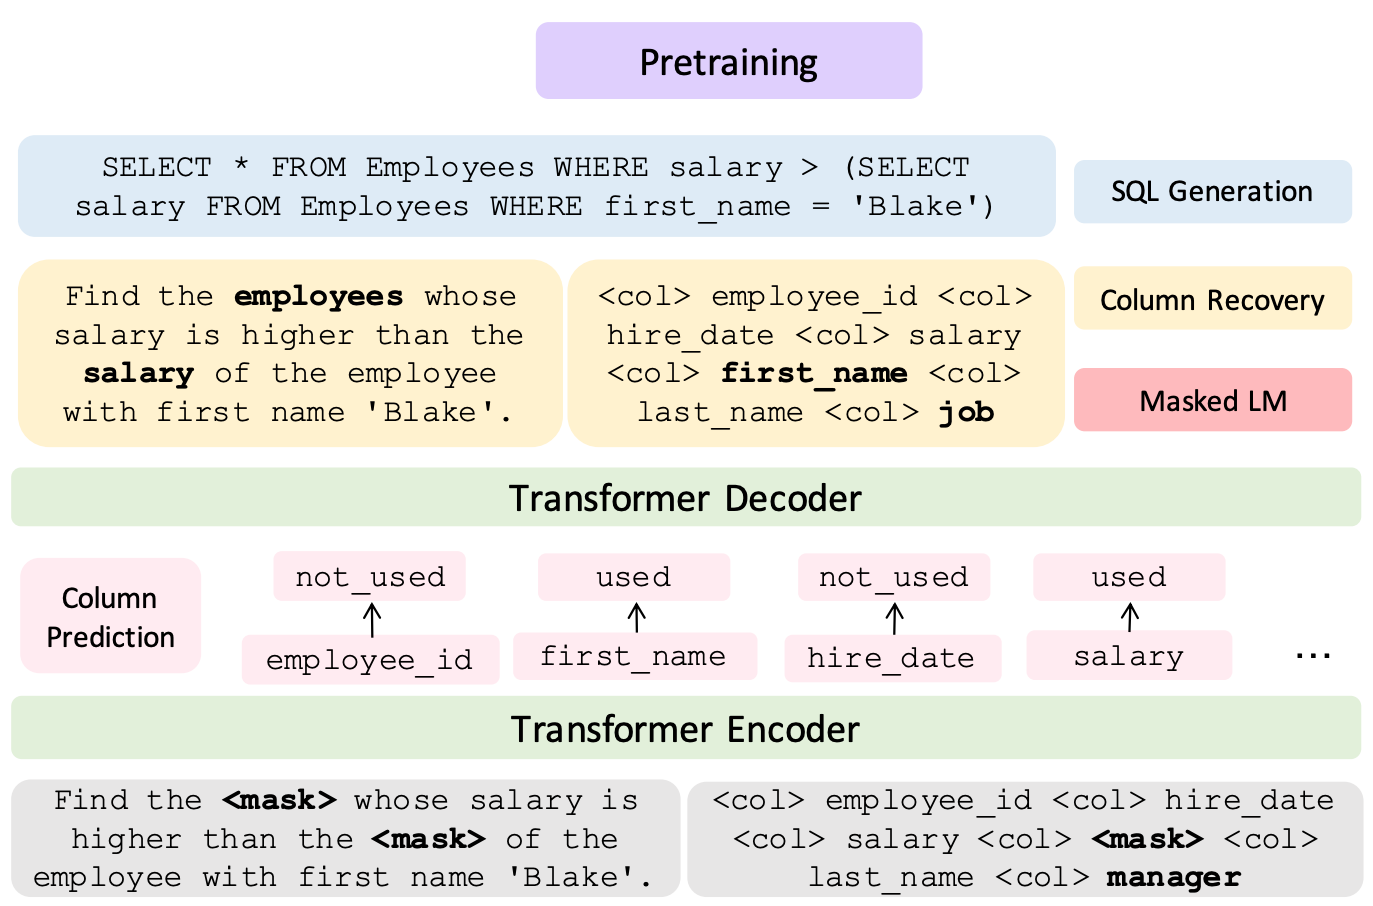 Pretraining
SELECT * FROM Employees WHERE salary > (SELECT
salary FROM Employees WHERE first_name = 'Blake')
SQL Generation
Find the employees whose
salary is higher than the
salary of the employee
with first name 'Blake'.
<col> employee_id <col>
hire_date <col> salary
<col> first_name <col>
last_name <col> job
Column Recovery
Masked LM
Transformer Decoder
Column
Prediction
not_used
used
not_used
used
employee_id
first_name
hire_date
salary
...
Transformer Encoder
Find the <mask> whose salary is
higher than the <mask> of the
employee with first name 'Blake'.
<col> employee_id <col> hire_date
<col> salary <col> <mask> <col>
last_name <col> manager